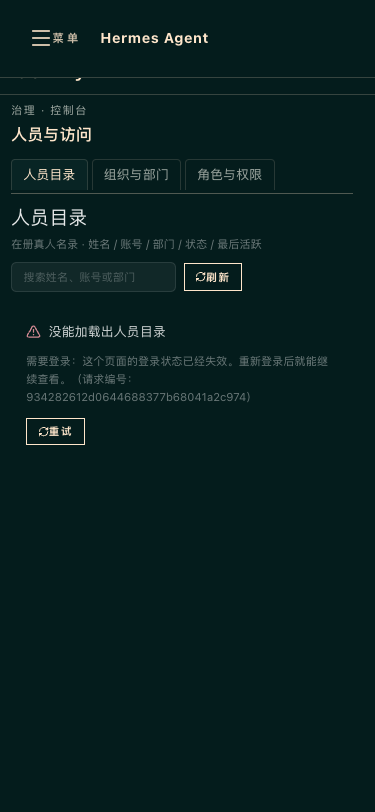 菜单 Hermes Agent
治理 · 控制台
人员与访问
人员目录 组织与部门 角色与权限
人员目录
在册真人名录 · 姓名 / 账号 / 部门 / 状态 / 最后活跃
搜索姓名、账号或部门 刷新
没能加载出人员目录
需要登录：这个页面的登录状态已经失效。重新登录后就能继
续查看。（请求编号：
934282612d0644688377b68041a2c974）
重试